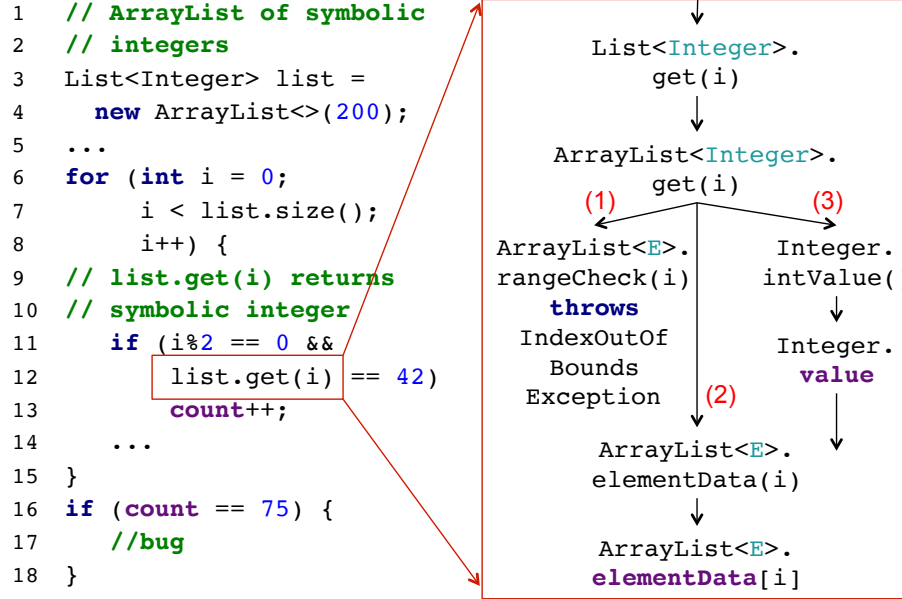 1 // ArrayList of symbolic
2 // integers
3 List<Integer> list =
4 new ArrayList<>(200);
5 ...
6 for (int i = 0;
7 i < list.size();
8 i++) {
9 // list.get(i) returns
10 // symbolic integer
11 if (i%2 == 0 &&
12 list.get(i) == 42)
13 count++;
14 ...
15 }
16 if (count == 75) {
17 //bug
18 }
List<Integer>.
get(i)
ArrayList<Integer>.
get(i)
(1)
ArrayList<E>.
rangeCheck(i)
throws
IndexOutOf
Bounds
Exception
(2)
ArrayList<E>.
elementData(i)
ArrayList<E>.
elementData[i]
(3)
Integer.
intValue(
Integer.
value